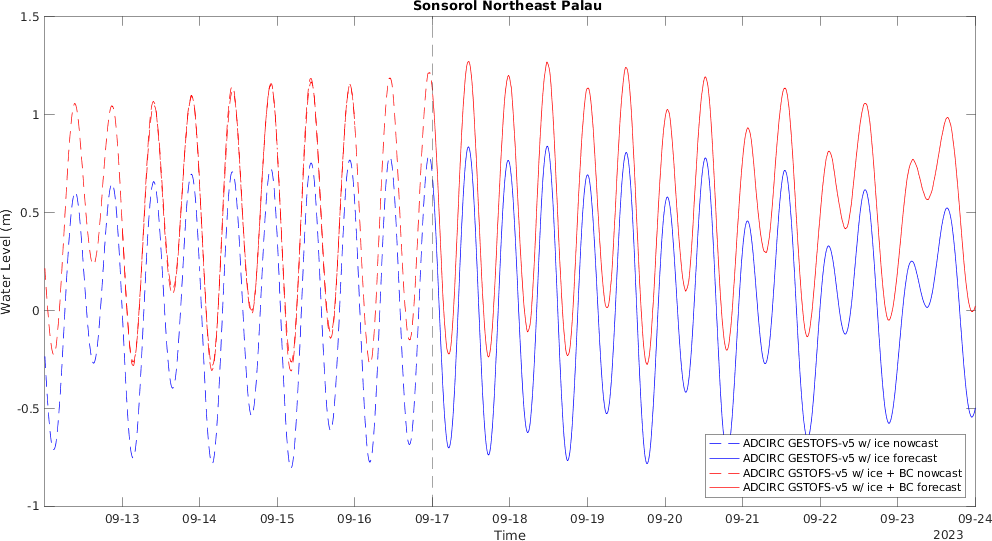 Sonsorol Northeast Palau
1.5
1
0.5
0
-0.5
-1
Water Level (m)
ADCIRC GESTOFS-v5 w/ ice nowcast
ADCIRC GESTOFS-v5 w/ ice forecast
ADCIRC GSTOFS-v5 w/ ice + BC nowcast
ADCIRC GSTOFS-v5 w/ ice + BC forecast
09-13 09-14 09-15 09-16 09-17 09-18 09-19 09-20 09-21 09-22 09-23 09-24
Time
2023